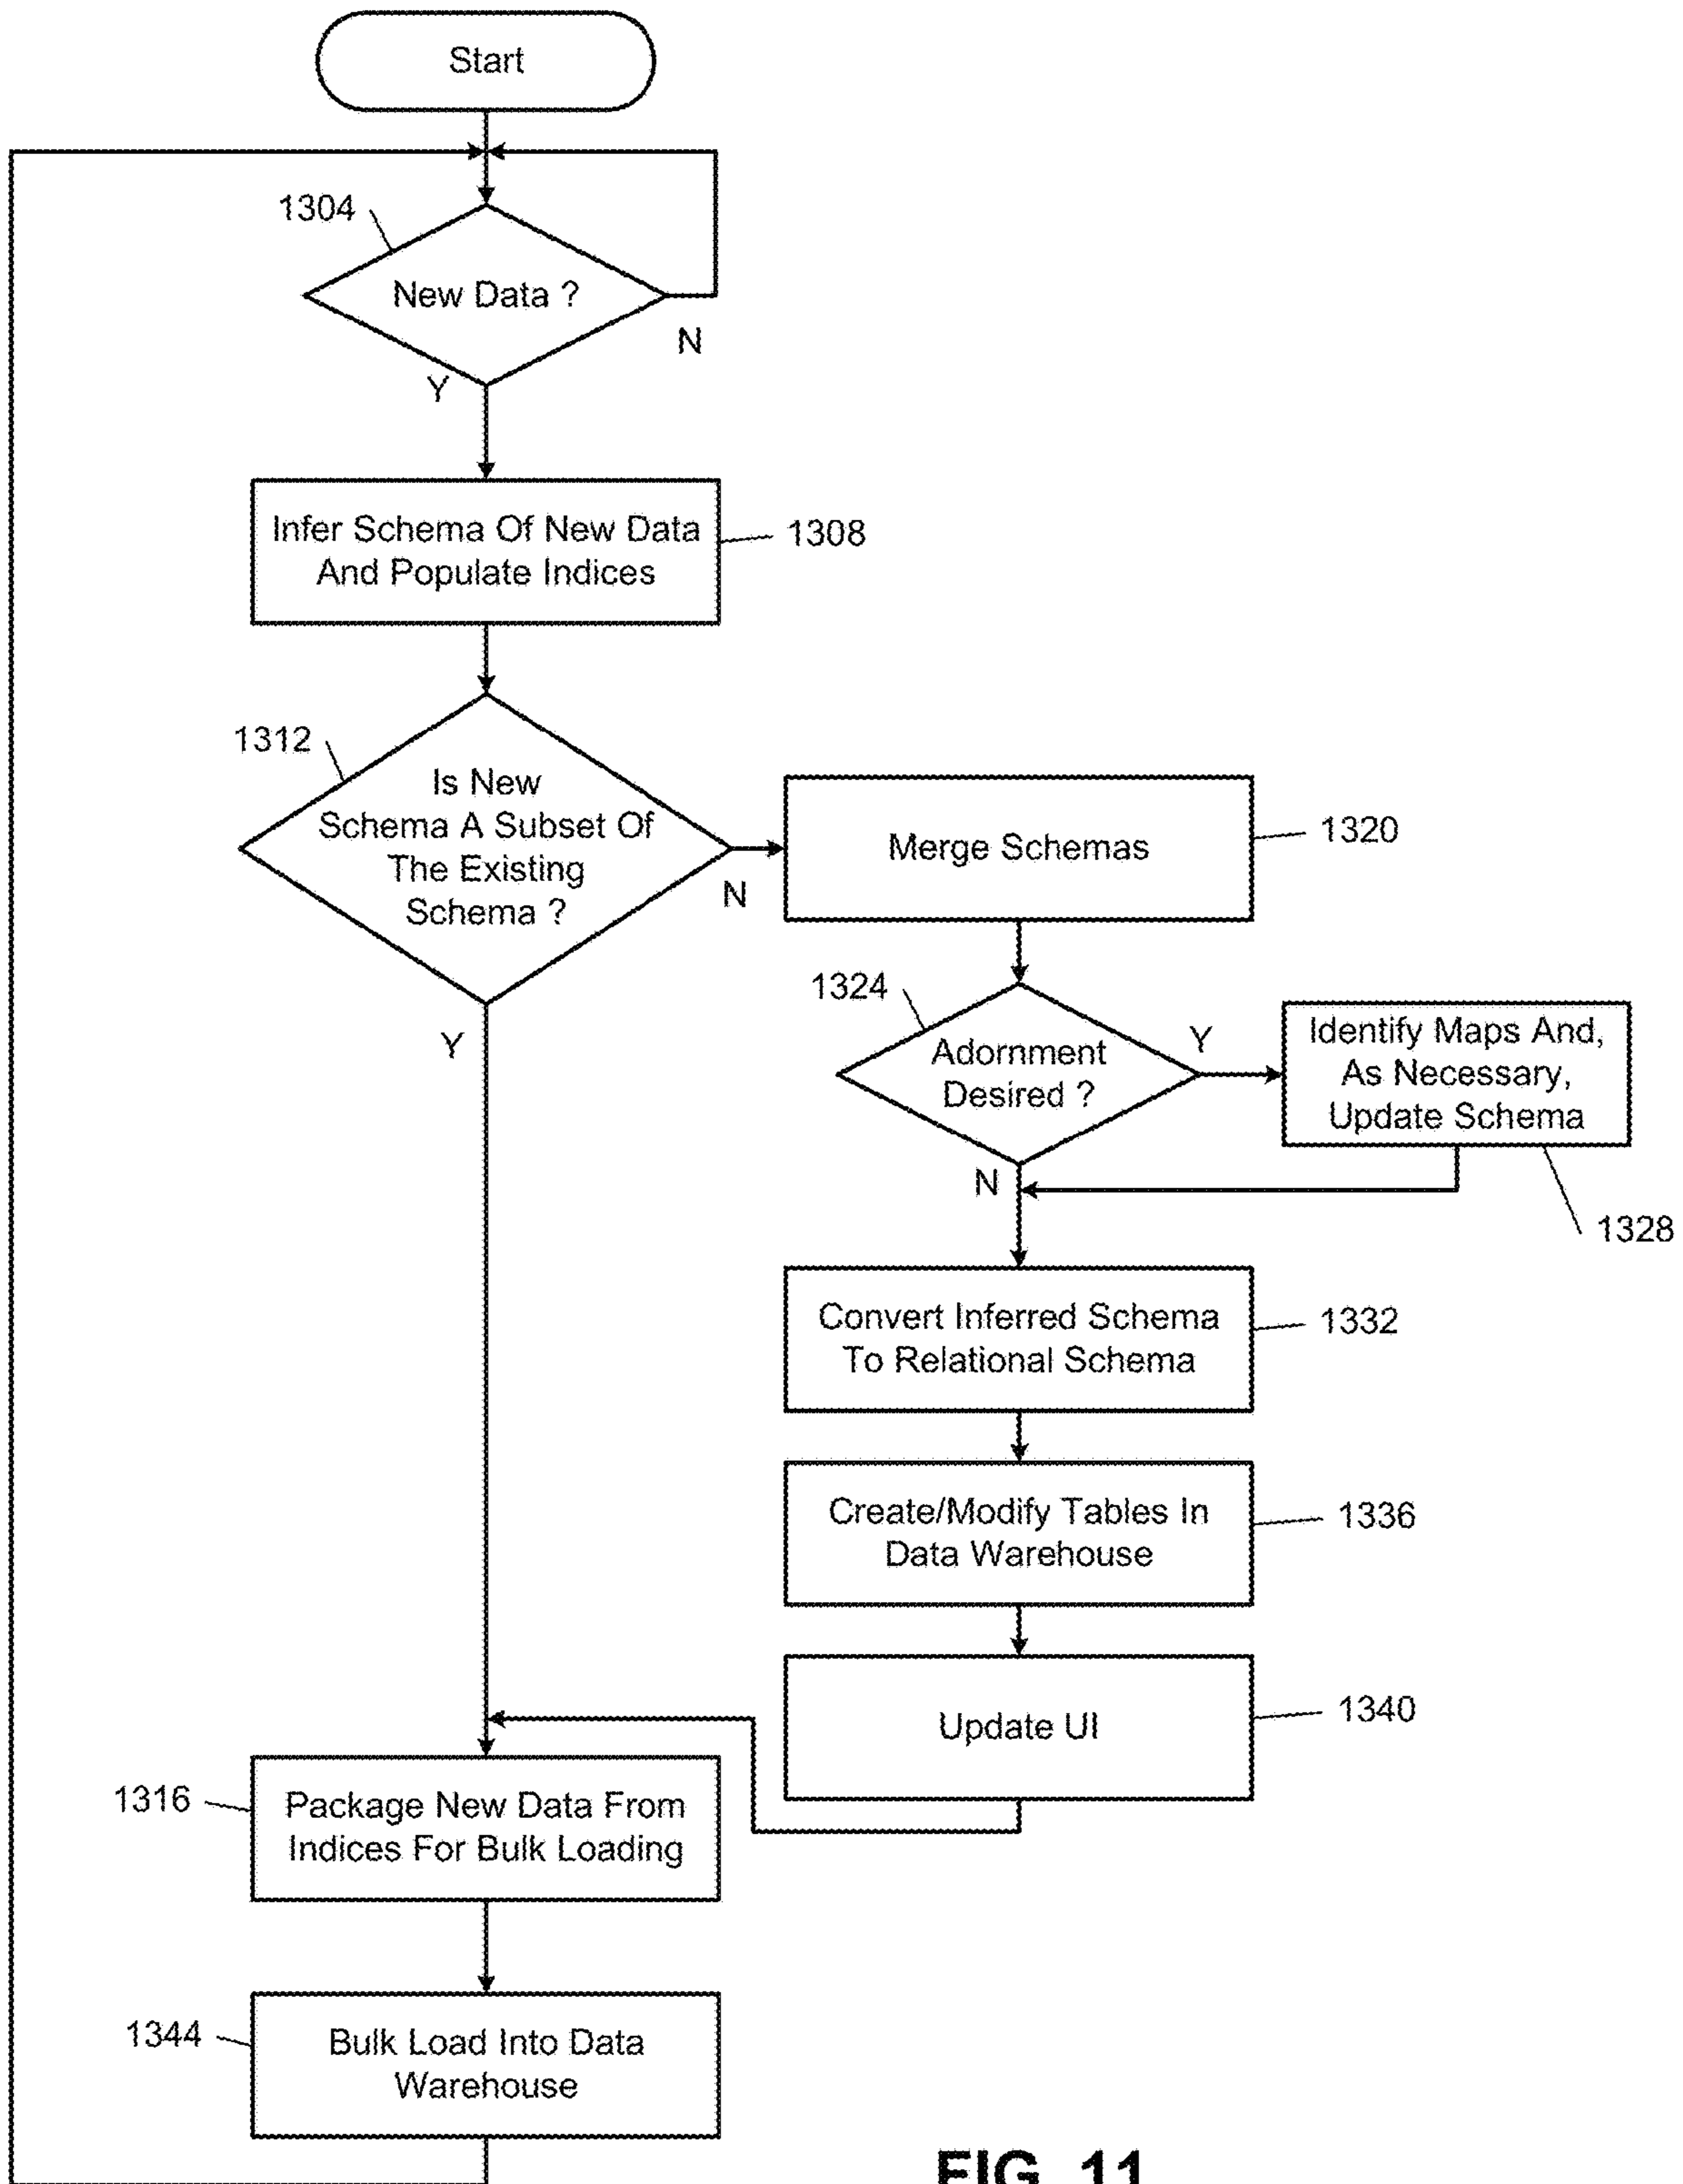 Start
1304
New Data ?
N
Y
Infer Schema Of New Data
And Populate Indices
1308
1312
Is New
Schema A Subset Of
The Existing
Schema ?
N
Y
Merge Schemas
1320
1324
Adornment
Desired ?
Y
N
Identify Maps And,
As Necessary,
Update Schema
1328
Convert Inferred Schema
To Relational Schema
1332
Create/Modify Tables In
Data Warehouse
1336
Update UI
1340
1316
Package New Data From
Indices For Bulk Loading
1344
Bulk Load Into Data
Warehouse
FIG. 11